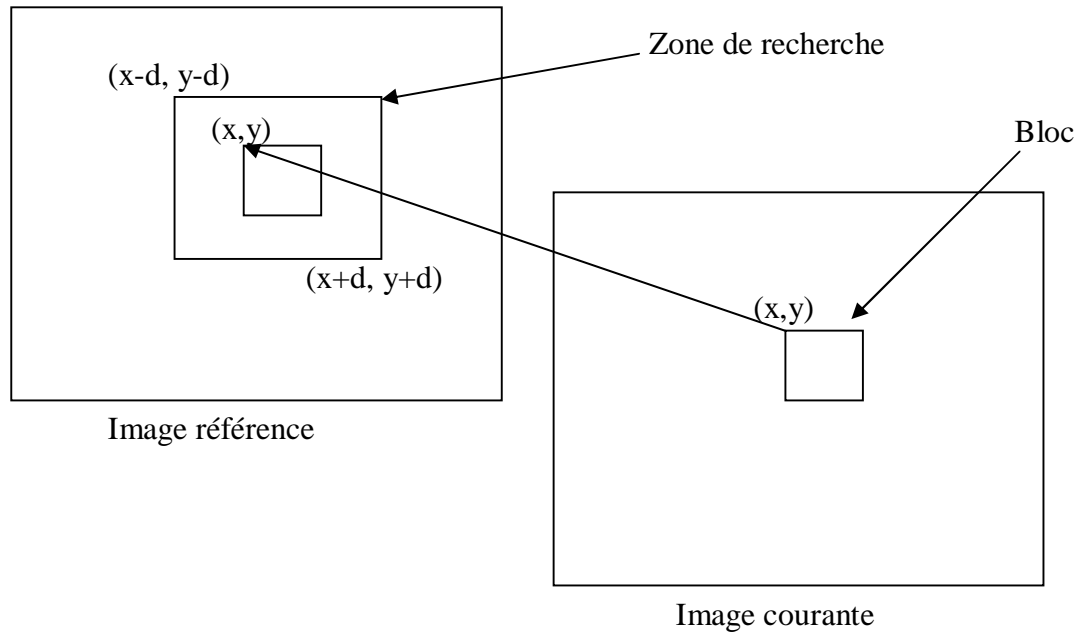 Zone de recherche
(x-d, y-d)
(x,y)
Bloc
(x+d, y+d)
(x,y)
Image référence
Image courante